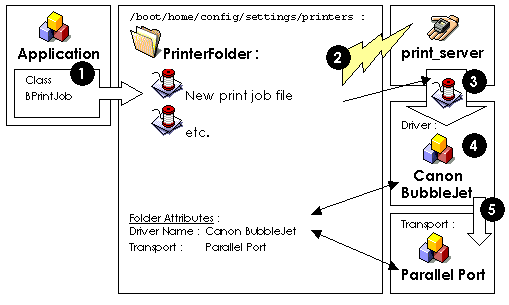 Application
Class
BPrintJob
1
/boot/home/config/settings/printers :
PrinterFolder :
New print job file
etc.
Folder Attributes :
Driver Name : Canon BubbleJet
Transport : Parallel Port
2
print_server
3
Driver :
4
Canon
BubbleJet
5
Transport :
Parallel Port